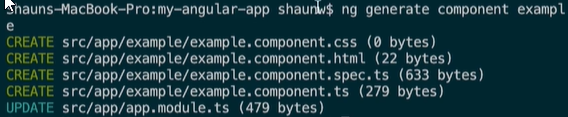 Shauns-MacBook-Pro:my-angular-app shaunw$ ng generate component exampl
e
CREATE src/app/example/example.component.css (0 bytes)
CREATE src/app/example/example.component.html (22 bytes)
CREATE src/app/example/example.component.spec.ts (633 bytes)
CREATE src/app/example/example.component.ts (279 bytes)
UPDATE src/app/app.module.ts (479 bytes)